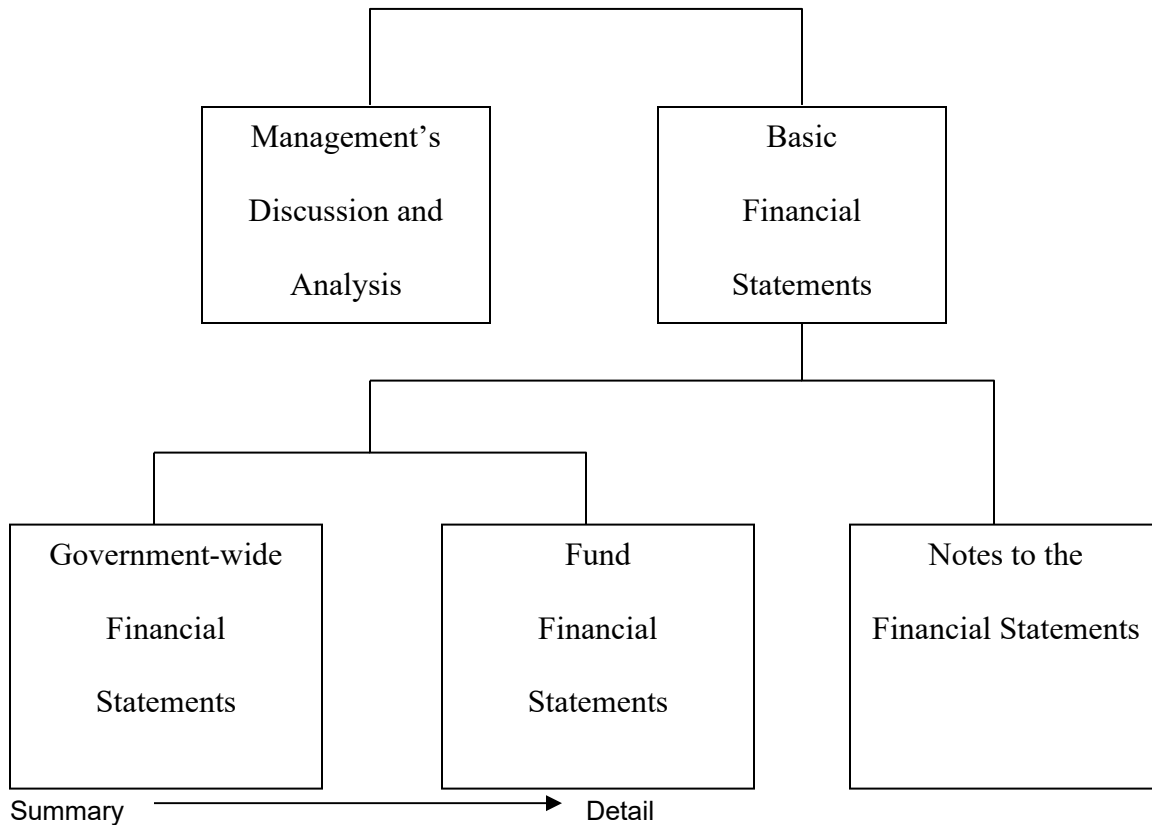 Management’s
Discussion and
Analysis
Basic
Financial
Statements
Government-wide
Financial
Statements
Fund
Financial
Statements
Notes to the
Financial Statements
Summary
Detail